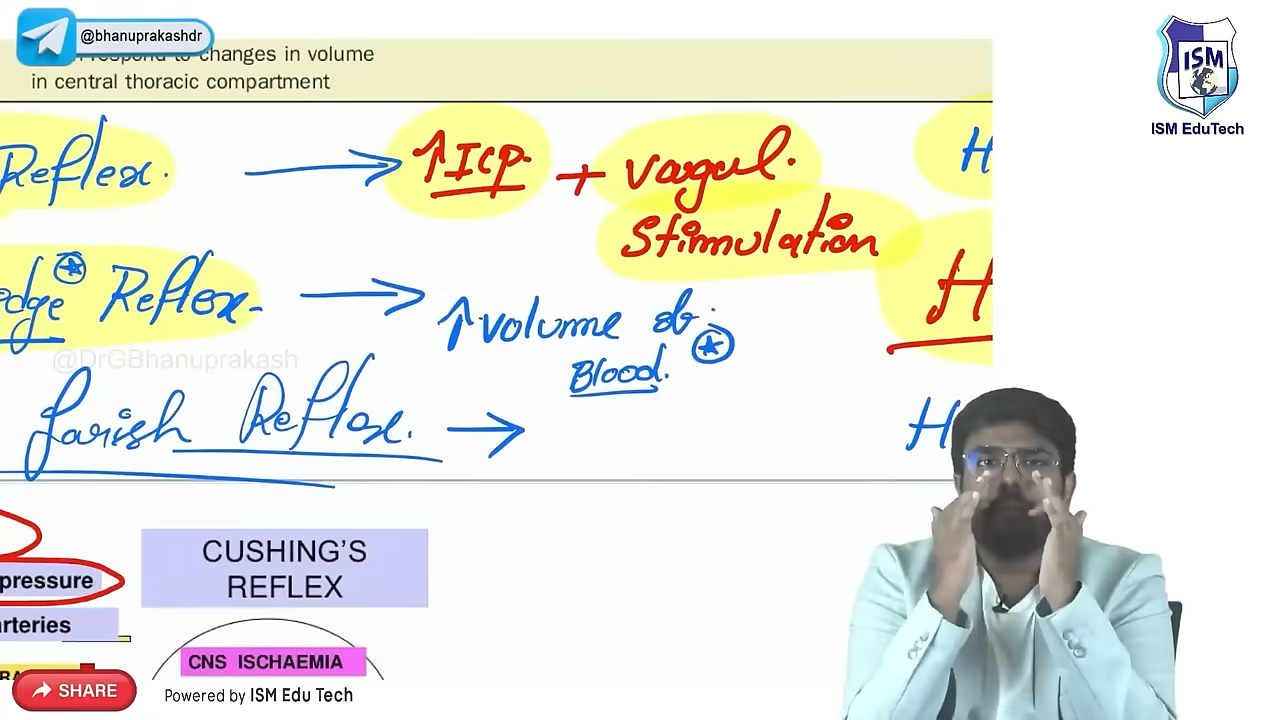 @bhanuprakashdr
respond to changes in volume
in central thoracic compartment
ISM
ISM EduTech
Reflex.
↑ICP. + vagal.
Stimulation
H
edge Reflex.
↑volume of.
Blood.
H
@DrGBhanuprakash
Jarish Reflex.
H
CUSHING'S
REFLEX
pressure
arteries
CNS ISCHAEMIA
SHARE
Powered by ISM Edu Tech